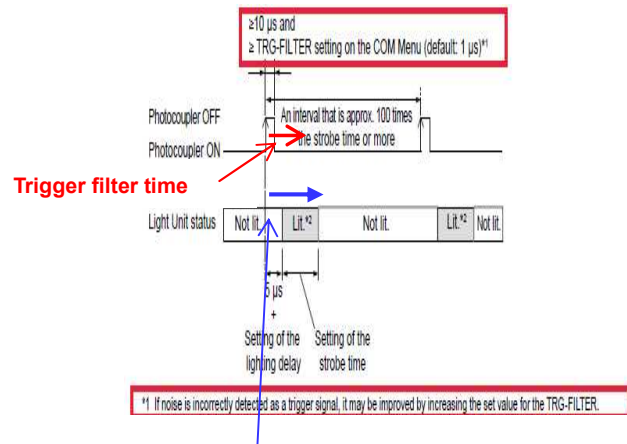 ≥10 µs and
≥ TRG-FILTER setting on the COM Menu (default: 1 µs)*1
Photocoupler OFF
An interval that is approx. 100 times
the strobe time or more
Photocoupler ON
Trigger filter time
Light Unit status
Not lit.
Lit.*2
Not lit.
Lit.*2
Not lit.
5 µs
+
Setting of the
lighting delay
Setting of the
strobe time
*1 If noise is incorrectly detected as a trigger signal, it may be improved by increasing the set value for the TRG-FILTER.